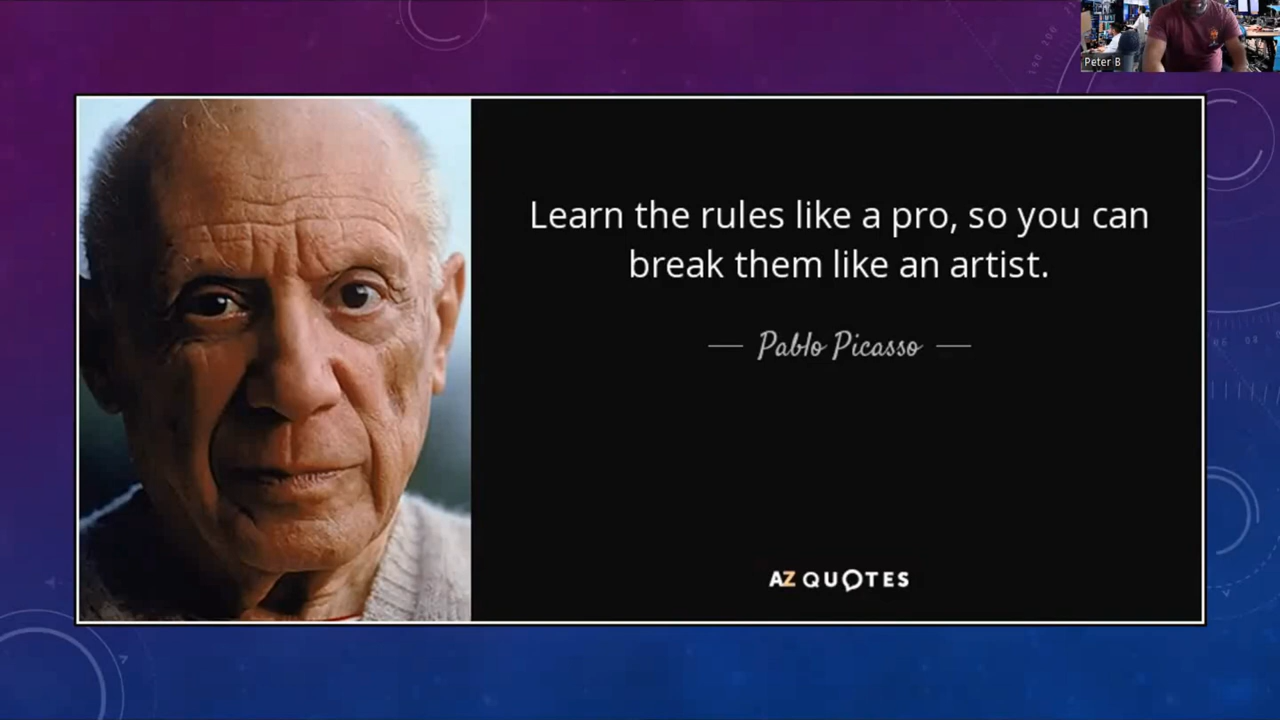 Peter B
Learn the rules like a pro, so you can
break them like an artist.
Pablo Picasso
AZ QUOTES